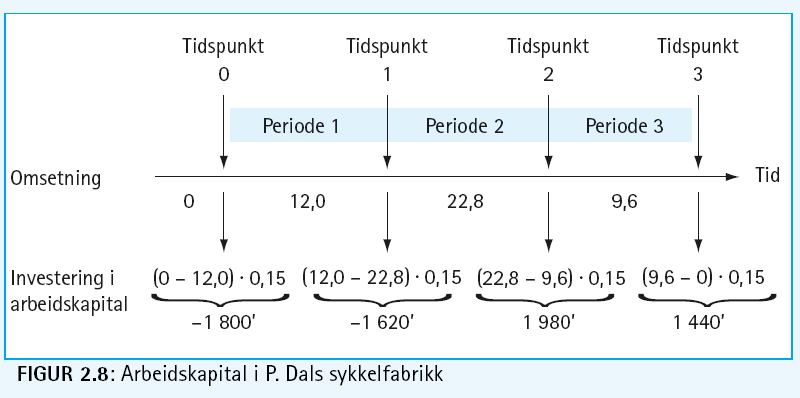 Tidspunkt Tidspunkt Tidspunkt Tidspunkt
0 1 2 3
Periode 1 Periode 2 Periode 3
Omsetning Tid
0 12,0 22,8 9,6
Investering i (0 – 12,0) · 0,15 (12,0 – 22,8) · 0,15 (22,8 – 9,6) · 0,15 (9,6 – 0) · 0,15
arbeidskapital
–1 800’ –1 620’ 1 980’ 1 440’
FIGUR 2.8: Arbeidskapital i P. Dals sykkelfabrikk